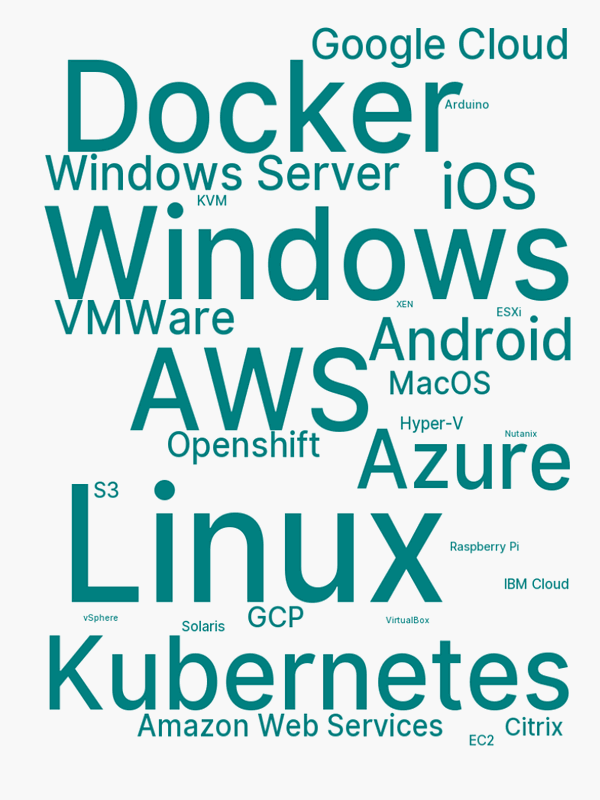 Google Cloud
Docker
Arduino
Windows Server
iOS
KVM
Windows
VMWare
XEN
ESXi
Android
AWS
MacOS
Hyper-V
Openshift
Nutanix
Azure
S3
Linux
Raspberry Pi
IBM Cloud
vSphere
Solaris
GCP
VirtualBox
Kubernetes
Amazon Web Services
Citrix
EC2